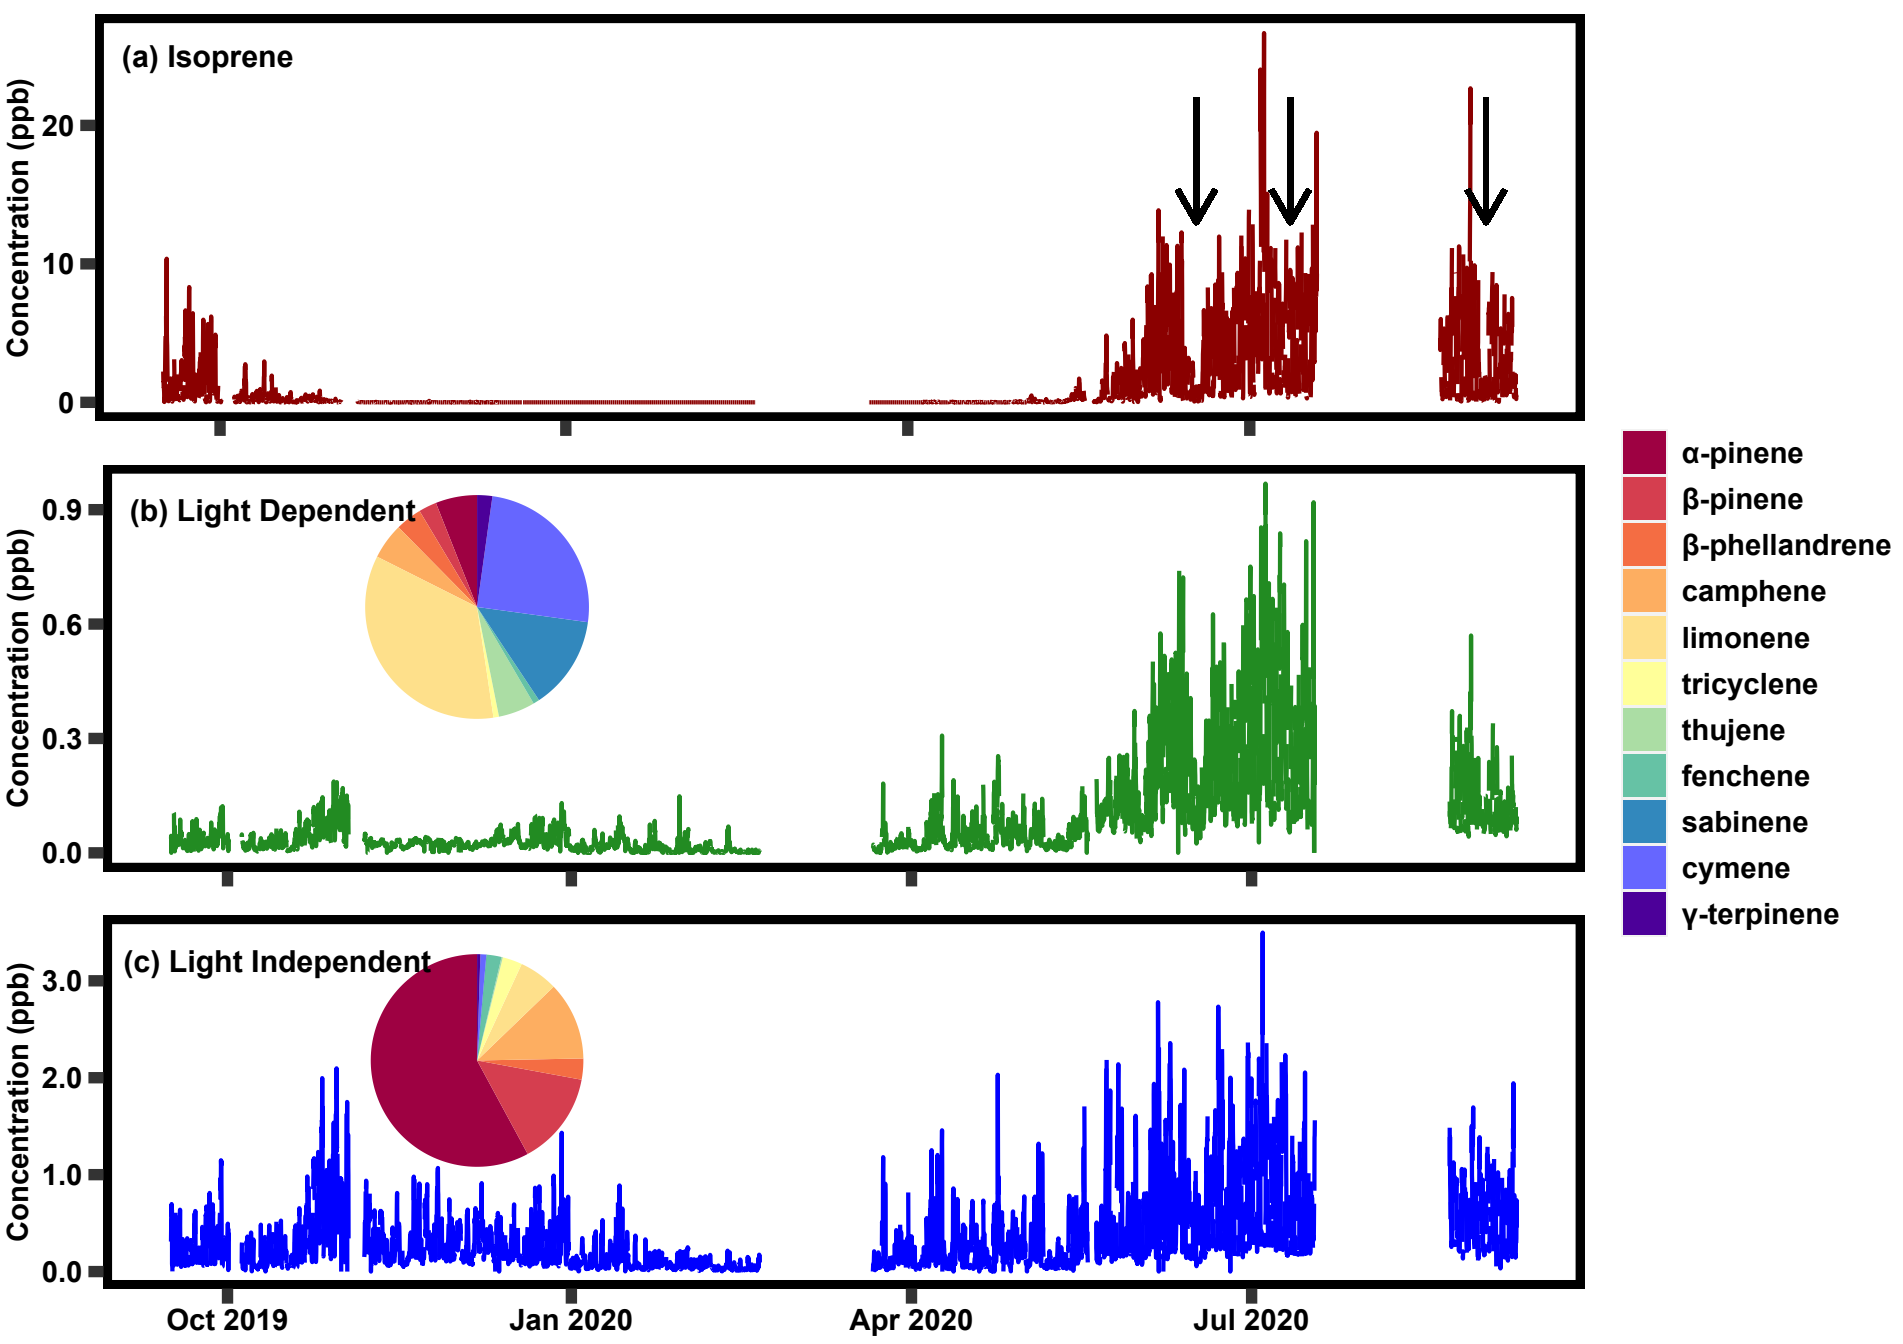 (a) Isoprene
Concentration (ppb)
20
10
0
(b) Light Dependent
Concentration (ppb)
0.9
0.6
0.3
0.0
(c) Light Independent
Concentration (ppb)
3.0
2.0
1.0
0.0
Oct 2019
Jan 2020
Apr 2020
Jul 2020
α-pinene
β-pinene
β-phellandrene
camphene
limonene
tricyclene
thujene
fenchene
sabinene
cymene
γ-terpinene